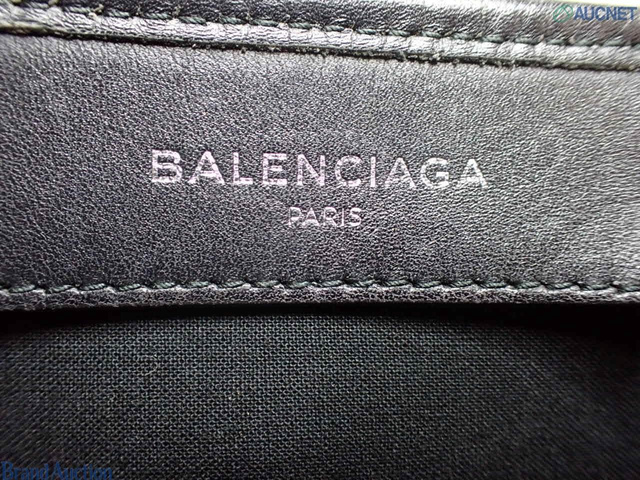 AUCNET
BALENCIAGA
PARIS
Brand Auction